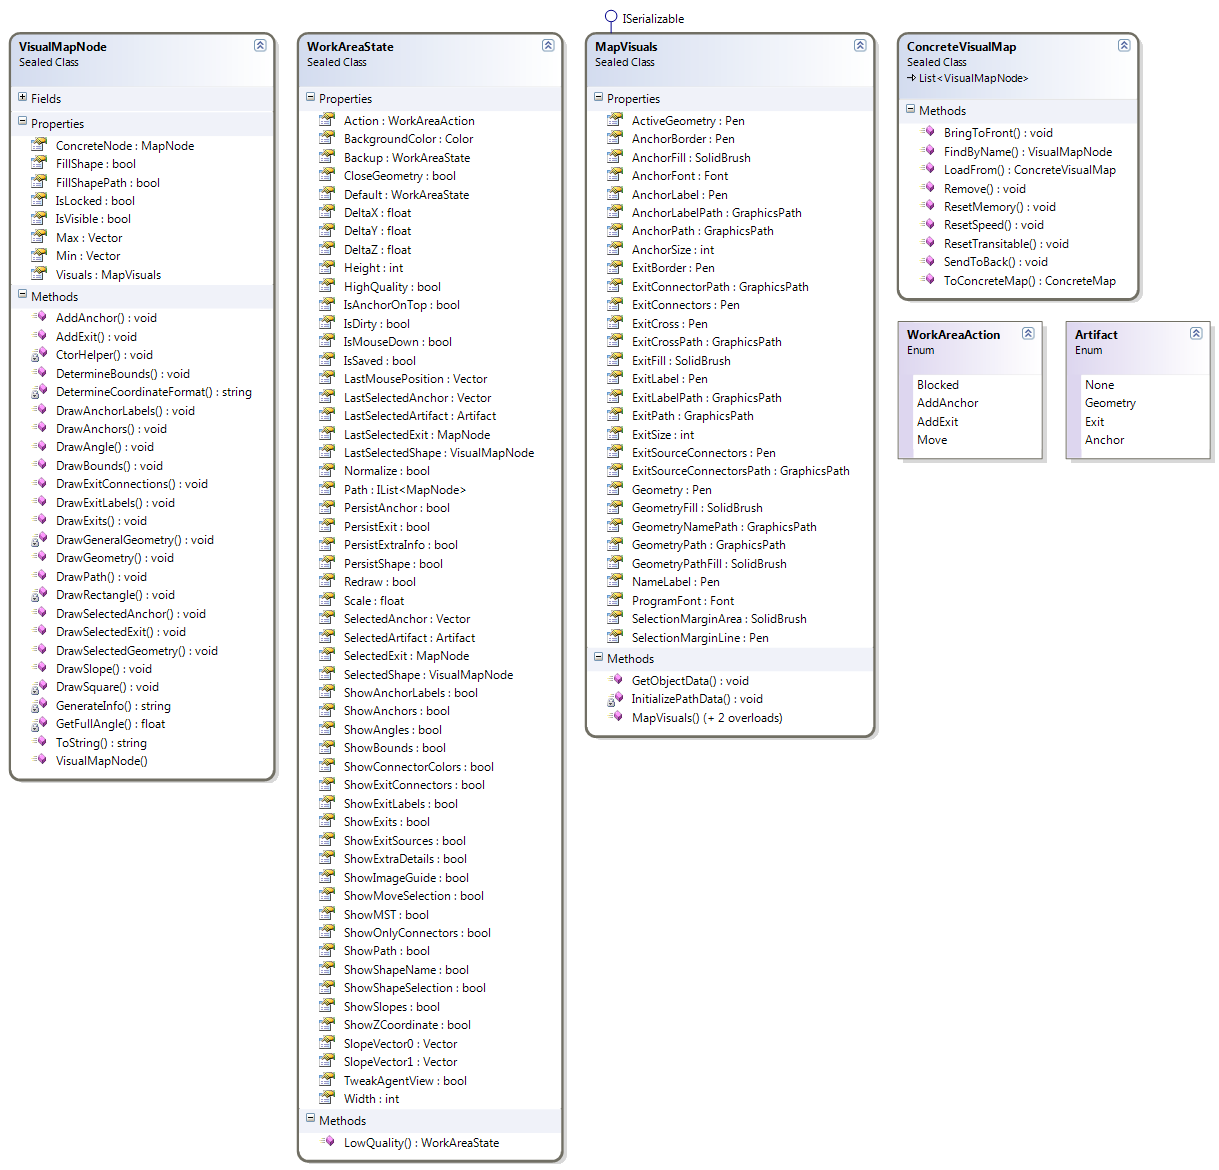 VisualMapNode
Sealed Class
Fields
Properties
ConcreteNode : MapNode
FillShape : bool
FillShapePath : bool
IsLocked : bool
IsVisible : bool
Max : Vector
Min : Vector
Visuals : MapVisuals
Methods
AddAnchor() : void
AddExit() : void
CtorHelper() : void
DetermineBounds() : void
DetermineCoordinateFormat() : string
DrawAnchorLabels() : void
DrawAnchors() : void
DrawAngle() : void
DrawBounds() : void
DrawExitConnections() : void
DrawExitLabels() : void
DrawExits() : void
DrawGeneralGeometry() : void
DrawGeometry() : void
DrawPath() : void
DrawRectangle() : void
DrawSelectedAnchor() : void
DrawSelectedExit() : void
DrawSelectedGeometry() : void
DrawSlope() : void
DrawSquare() : void
GenerateInfo() : string
GetFullAngle() : float
ToString() : string
VisualMapNode()
WorkAreaState
Sealed Class
Properties
Action : WorkAreaAction
BackgroundColor : Color
Backup : WorkAreaState
CloseGeometry : bool
Default : WorkAreaState
DeltaX : float
DeltaY : float
DeltaZ : float
Height : int
HighQuality : bool
IsAnchorOnTop : bool
IsDirty : bool
IsMouseDown : bool
IsSaved : bool
LastMousePosition : Vector
LastSelectedAnchor : Vector
LastSelectedArtifact : Artifact
LastSelectedExit : MapNode
LastSelectedShape : VisualMapNode
Normalize : bool
Path : IList<MapNode>
PersistAnchor : bool
PersistExit : bool
PersistExtraInfo : bool
PersistShape : bool
Redraw : bool
Scale : float
SelectedAnchor : Vector
SelectedArtifact : Artifact
SelectedExit : MapNode
SelectedShape : VisualMapNode
ShowAnchorLabels : bool
ShowAnchors : bool
ShowAngles : bool
ShowBounds : bool
ShowConnectorColors : bool
ShowExitConnectors : bool
ShowExitLabels : bool
ShowExits : bool
ShowExitSources : bool
ShowExtraDetails : bool
ShowImageGuide : bool
ShowMoveSelection : bool
ShowMST : bool
ShowOnlyConnectors : bool
ShowPath : bool
ShowShapeName : bool
ShowShapeSelection : bool
ShowSlopes : bool
ShowZCoordinate : bool
SlopeVector0 : Vector
SlopeVector1 : Vector
TweakAgentView : bool
Width : int
Methods
LowQuality() : WorkAreaState
ISerializable
MapVisuals
Sealed Class
Properties
ActiveGeometry : Pen
AnchorBorder : Pen
AnchorFill : SolidBrush
AnchorFont : Font
AnchorLabel : Pen
AnchorLabelPath : GraphicsPath
AnchorPath : GraphicsPath
AnchorSize : int
ExitBorder : Pen
ExitConnectorPath : GraphicsPath
ExitConnectors : Pen
ExitCross : Pen
ExitCrossPath : GraphicsPath
ExitFill : SolidBrush
ExitLabel : Pen
ExitLabelPath : GraphicsPath
ExitPath : GraphicsPath
ExitSize : int
ExitSourceConnectors : Pen
ExitSourceConnectorsPath : GraphicsPath
Geometry : Pen
GeometryFill : SolidBrush
GeometryNamePath : GraphicsPath
GeometryPath : GraphicsPath
GeometryPathFill : SolidBrush
NameLabel : Pen
ProgramFont : Font
SelectionMarginArea : SolidBrush
SelectionMarginLine : Pen
Methods
GetObjectData() : void
InitializePathData() : void
MapVisuals() (+ 2 overloads)
ConcreteVisualMap
Sealed Class
List<VisualMapNode>
Methods
BringToFront() : void
FindByName() : VisualMapNode
LoadFrom() : ConcreteVisualMap
Remove() : void
ResetMemory() : void
ResetSpeed() : void
ResetTransitable() : void
SendToBack() : void
ToConcreteMap() : ConcreteMap
WorkAreaAction
Enum
Blocked
AddAnchor
AddExit
Move
Artifact
Enum
None
Geometry
Exit
Anchor